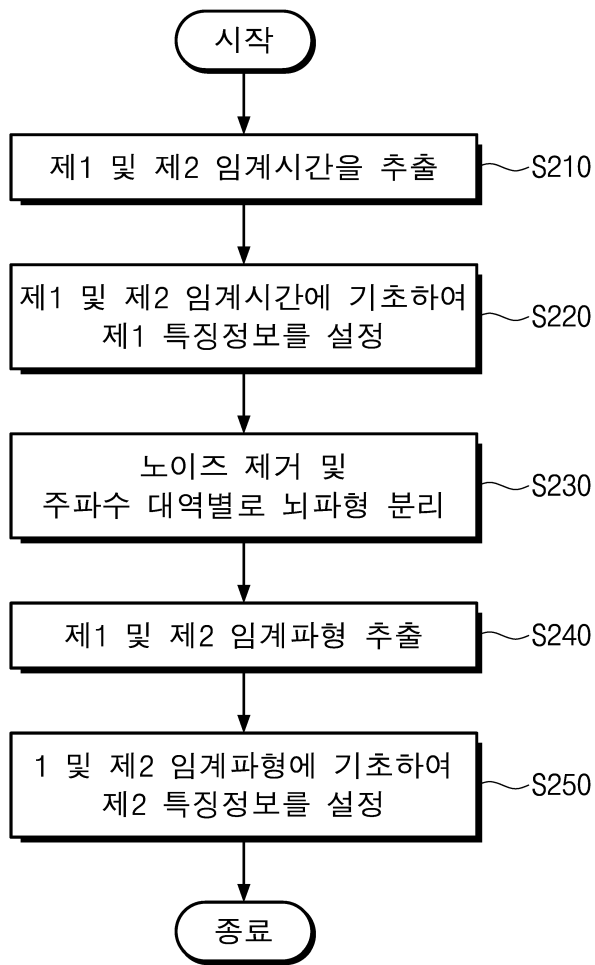 시작
제1 및 제2 임계시간을 추출
S210
제1 및 제2 임계시간에 기초하여
제1 특징정보를 설정
S220
노이즈 제거 및
주파수 대역별로 뇌파형 분리
S230
제1 및 제2 임계파형 추출
S240
1 및 제2 임계파형에 기초하여
제2 특징정보를 설정
S250
종료